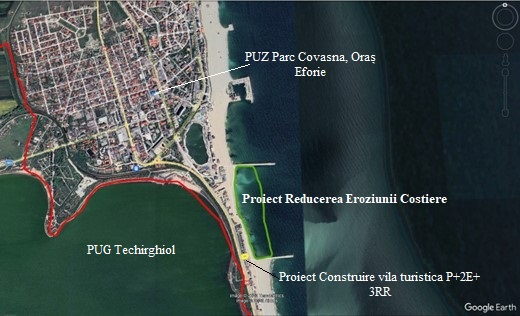 PUZ Parc Covasna, Oraș
Eforie
Proiect Reducerea Eroziunii Costiere
PUG Techirghiol
Proiect Construire vila turistica P+2E+
3RR
Google Earth